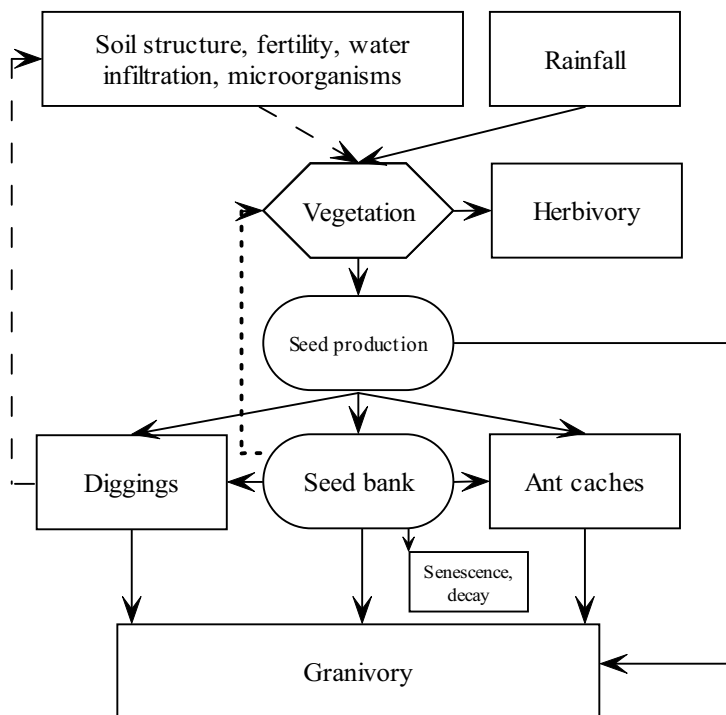 Soil structure, fertility, water
infiltration, microorganisms
Rainfall
Vegetation
Herbivory
Seed production
Diggings
Seed bank
Ant caches
Senescence,
decay
Granivory